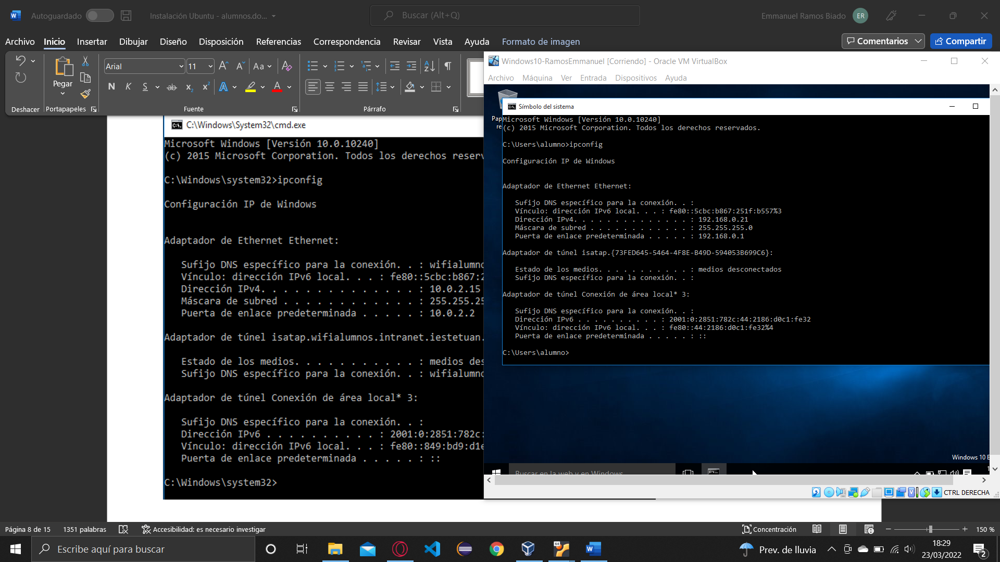 Autoguardado
Instalación Ubuntu - alumnos.do...
Buscar (Alt+Q)
Emmanuel Ramos Biado
ER
Archivo Inicio Insertar Dibujar Diseño Disposición Referencias Correspondencia Revisar Vista Ayuda Formato de imagen
Comentarios
Compartir
Pegar
Arial
11
Aa
N K S ab
Deshacer Portapapeles Fuente Párrafo
C:\Windows\System32\cmd.exe
Microsoft Windows [Versión 10.0.10240]
(c) 2015 Microsoft Corporation. Todos los derechos reserv
C:\Windows\system32>ipconfig
Configuración IP de Windows
Adaptador de Ethernet Ethernet:
Sufijo DNS específico para la conexión. . : wifialumno
Vínculo: dirección IPv6 local. . . : fe80::5cbc:b867:2
Dirección IPv4. . . . . . . . . . . . . . : 10.0.2.15
Máscara de subred . . . . . . . . . . . . : 255.255.25
Puerta de enlace predeterminada . . . . . : 10.0.2.2
Adaptador de túnel isatap.wifialumnos.intranet.iestetuan.
Estado de los medios. . . . . . . . . . . : medios des
Sufijo DNS específico para la conexión. . : wifialumno
Adaptador de túnel Conexión de área local* 3:
Sufijo DNS específico para la conexión. . :
Dirección IPv6 . . . . . . . . . . : 2001:0:2851:782c:
Vínculo: dirección IPv6 local. . . : fe80::849:bd9:d1e
Puerta de enlace predeterminada . . . . . : ::
C:\Windows\system32>
Windows10-RamosEmmanuel [Corriendo] - Oracle VM VirtualBox
Archivo Máquina Ver Entrada Dispositivos Ayuda
Pap
re
Símbolo del sistema
Microsoft Windows [Versión 10.0.10240]
(c) 2015 Microsoft Corporation. Todos los derechos reservados.
C:\Users\alumno>ipconfig
Configuración IP de Windows
Adaptador de Ethernet Ethernet:
Sufijo DNS específico para la conexión. . :
Vínculo: dirección IPv6 local. . . : fe80::5cbc:b867:251f:b557%3
Dirección IPv4. . . . . . . . . . . . . . : 192.168.0.21
Máscara de subred . . . . . . . . . . . . : 255.255.255.0
Puerta de enlace predeterminada . . . . . : 192.168.0.1
Adaptador de túnel isatap.{73FED645-5464-4F8E-B49D-594053B699C6}:
Estado de los medios. . . . . . . . . . . : medios desconectados
Sufijo DNS específico para la conexión. . :
Adaptador de túnel Conexión de área local* 3:
Sufijo DNS específico para la conexión. . :
Dirección IPv6 . . . . . . . . . . : 2001:0:2851:782c:44:2186:d0c1:fe32
Vínculo: dirección IPv6 local. . . : fe80::44:2186:d0c1:fe32%4
Puerta de enlace predeterminada . . . . . : ::
C:\Users\alumno>
Windows 10 E
Buscar en la web y en Windows
CTRL DERECHA
Página 8 de 15
1351 palabras
Accesibilidad: es necesario investigar
Concentración
150 %
Escribe aquí para buscar
Prev. de lluvia
18:29
23/03/2022
2